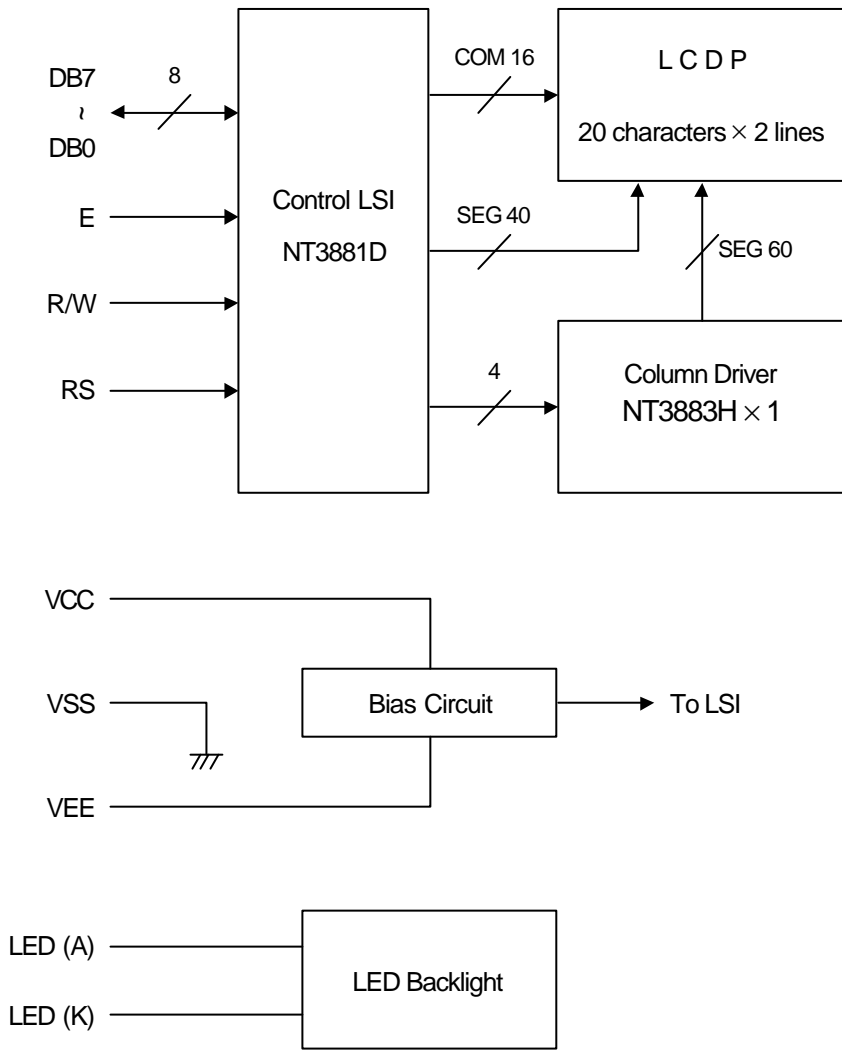 DB7
~
DB0
8
E
R/W
RS
Control LSI
NT3881D
COM 16
SEG 40
4
L C D P
20 characters × 2 lines
SEG 60
Column Driver
NT3883H × 1
VCC
VSS
VEE
Bias Circuit
To LSI
LED (A)
LED (K)
LED Backlight